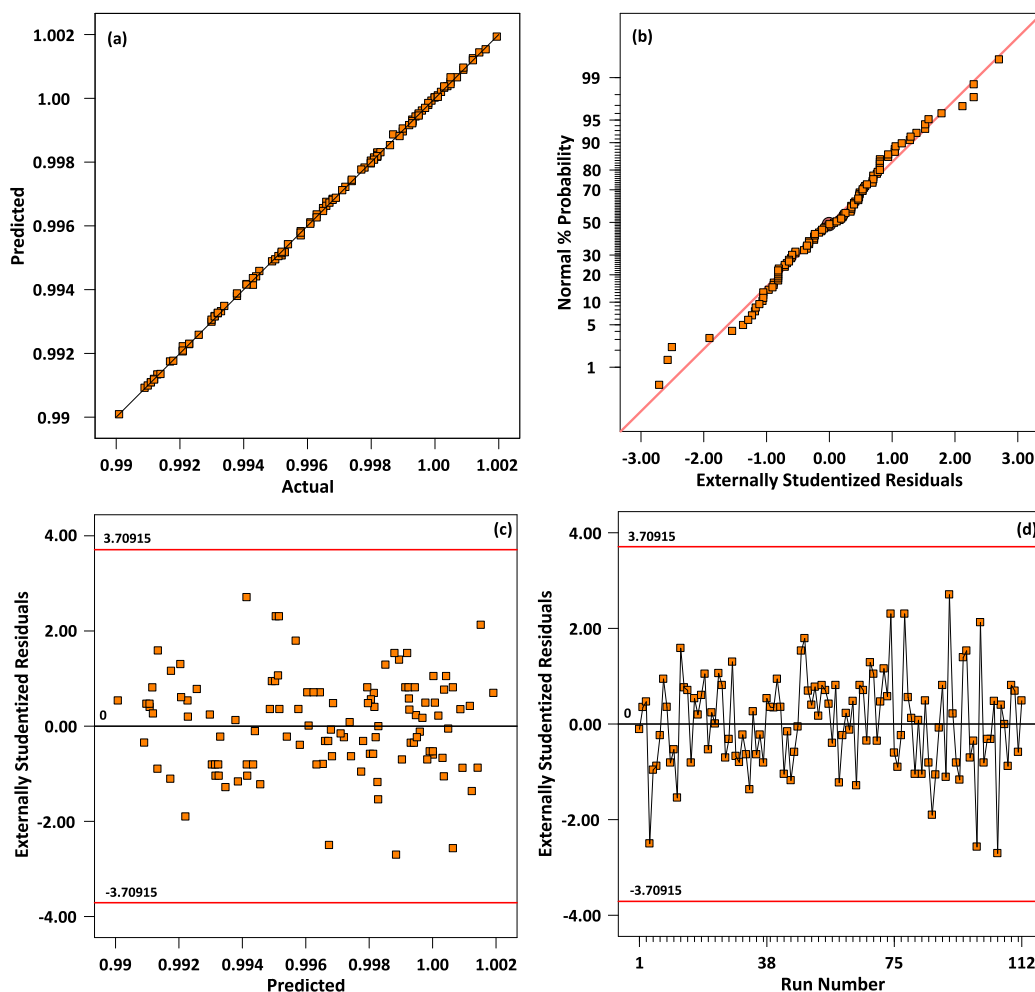 (a)
1.002
1.00
0.998
0.996
0.994
0.992
0.99
Predicted
0.99 0.992 0.994 0.996 0.998 1.00 1.002
Actual
(b)
99
95
90
80
70
50
30
20
10
5
1
Normal % Probability
-3.00 -2.00 -1.00 0.00 1.00 2.00 3.00
Externally Studentized Residuals
(c)
4.00
2.00
0.00
-2.00
-4.00
3.70915
0
-3.70915
Externally Studentized Residuals
0.99 0.992 0.994 0.996 0.998 1.00 1.002
Predicted
(d)
4.00
2.00
0.00
-2.00
-4.00
3.70915
0
-3.70915
Externally Studentized Residuals
1 38 75 112
Run Number